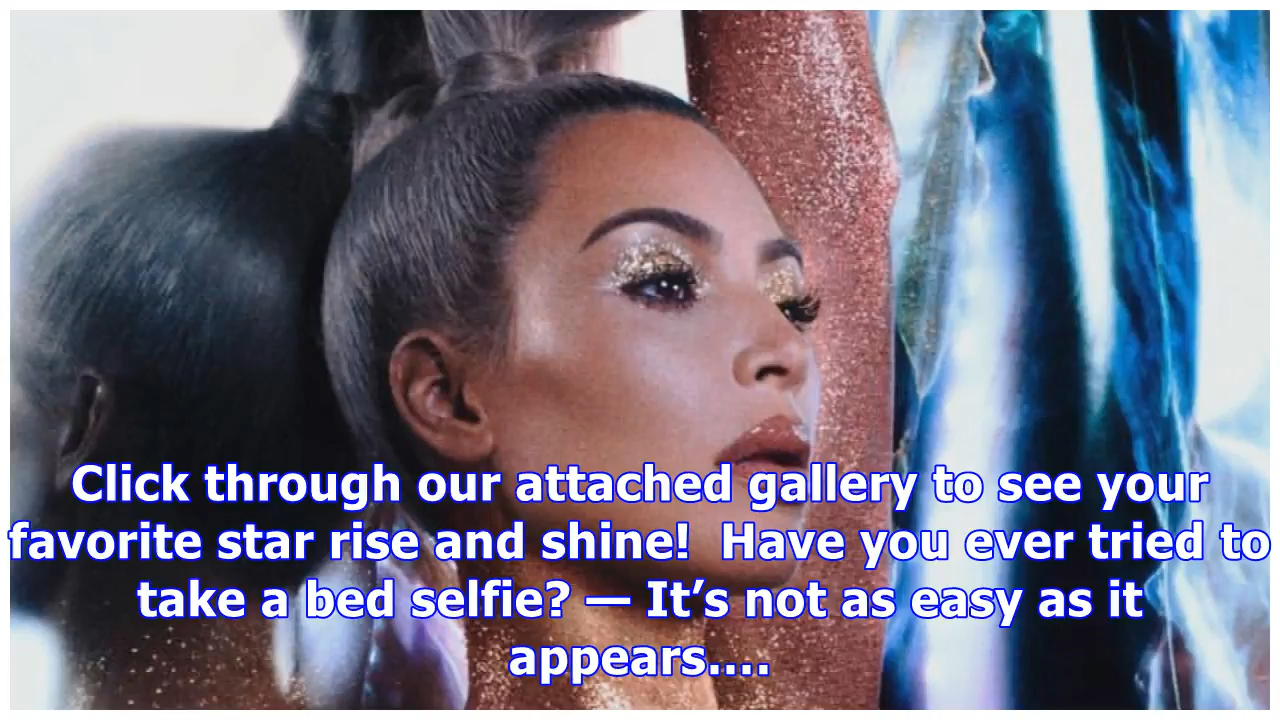 Click through our attached gallery to see your
favorite star rise and shine!  Have you ever tried to
take a bed selfie? — It’s not as easy as it
appears....